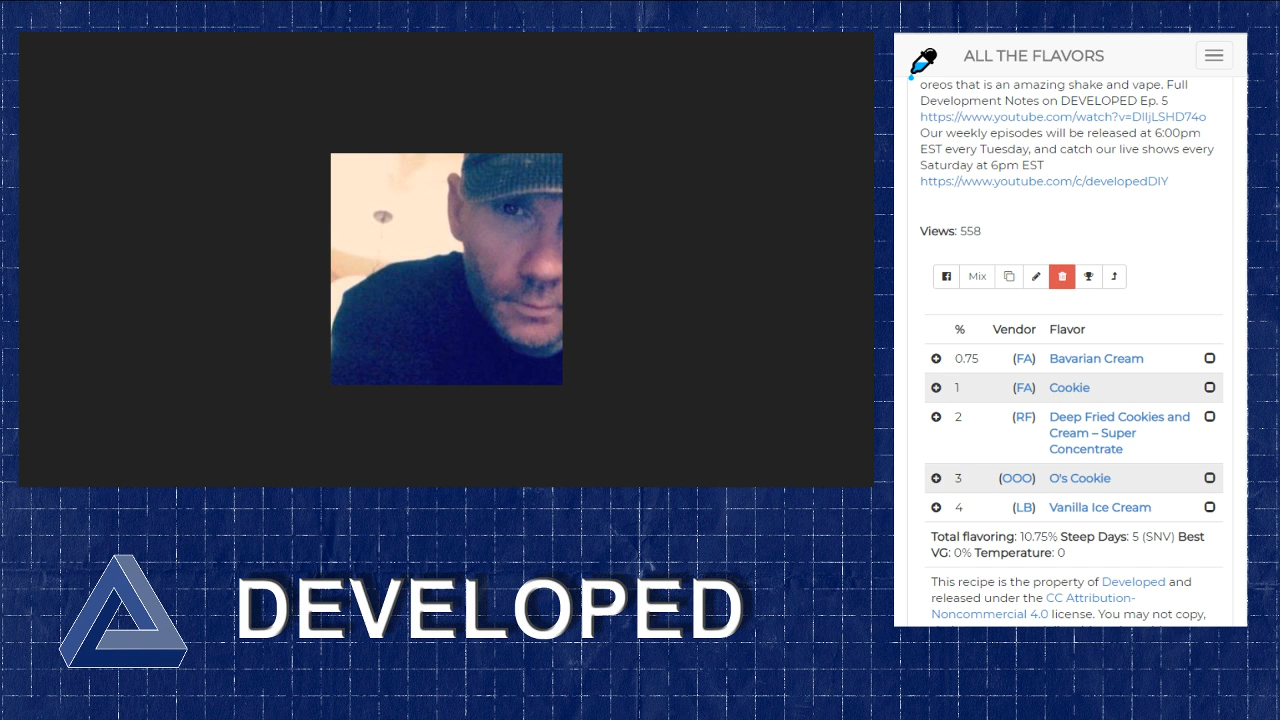 ALL THE FLAVORS
oreos that is an amazing shake and vape. Full
Development Notes on DEVELOPED Ep. 5
https://www.youtube.com/watch?v=DIIjLSHD74o
Our weekly episodes will be released at 6:00pm
EST every Tuesday, and catch our live shows every
Saturday at 6pm EST
https://www.youtube.com/c/developedDIY
Views: 558
Mix
% Vendor Flavor
0.75 (FA) Bavarian Cream
1 (FA) Cookie
2 (RF) Deep Fried Cookies and
Cream – Super
Concentrate
3 (OOO) O's Cookie
4 (LB) Vanilla Ice Cream
Total flavoring: 10.75% Steep Days: 5 (SNV) Best
VG: 0% Temperature: 0
This recipe is the property of Developed and
released under the CC Attribution-
Noncommercial 4.0 license. You may not copy,
DEVELOPED